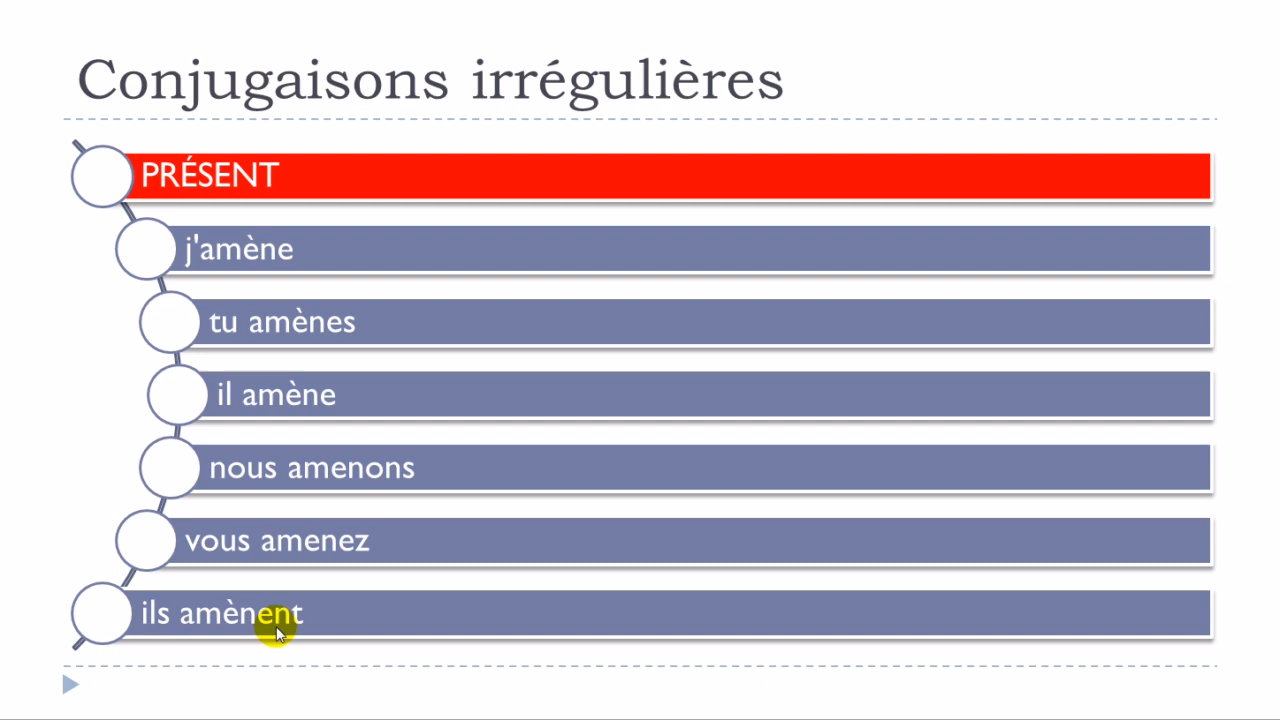 Conjugaisons irrégulières
PRÉSENT
j'amène
tu amènes
il amène
nous amenons
vous amenez
ils amènent